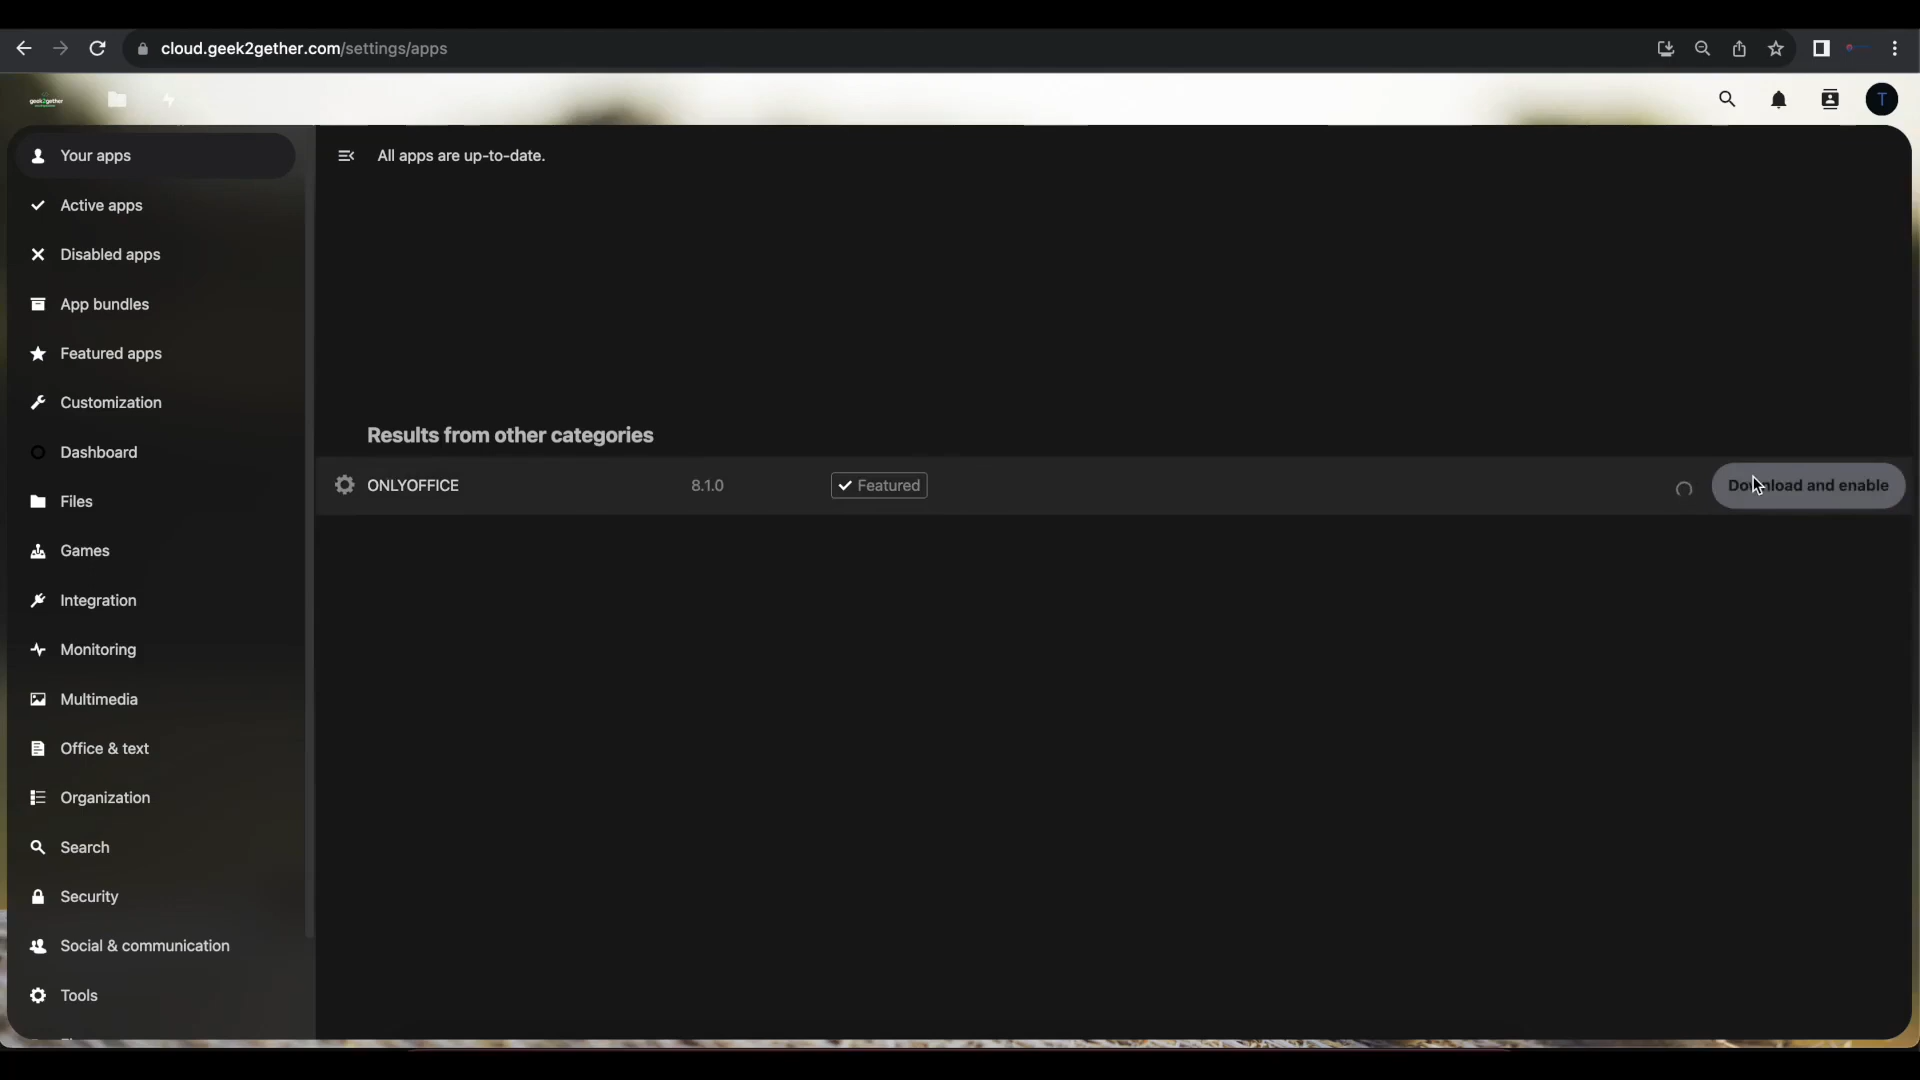 cloud.geek2gether.com/settings/apps
geek2gether
T
Your apps
All apps are up-to-date.
Active apps
Disabled apps
App bundles
Featured apps
Customization
Results from other categories
Dashboard
ONLYOFFICE 8.1.0 Featured Download and enable
Files
Games
Integration
Monitoring
Multimedia
Office & text
Organization
Search
Security
Social & communication
Tools